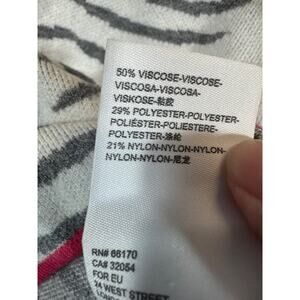 50% VISCOSE-VISCOSE-
VISCOSA-VISCOSA-
VISKOSE-黏胶
29% POLYESTER-POLYESTER-
POLIÉSTER-POLIESTERE-
POLYESTER-涤纶
21% NYLON-NYLON-NYLON-
NYLON-NYLON-尼龙
RN# 66170
CA# 32054
FOR EU
24 WEST STREET